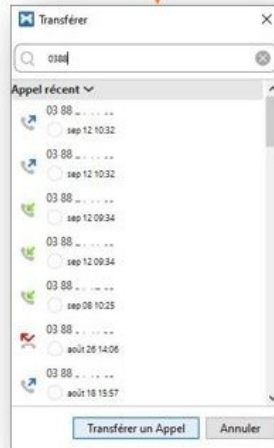 Transférer
0388
Appel récent
03 88 .. .. .. ..
sep 12 10:32
03 88 .. .. .. ..
sep 12 10:32
03 88 .. .. .. ..
sep 12 09:34
03 88 .. .. .. ..
sep 12 09:34
03 88 .. .. .. ..
sep 08 10:25
03 88 .. .. .. ..
août 26 14:06
03 88 .. .. .. ..
août 18 15:57
Transférer un Appel
Annuler